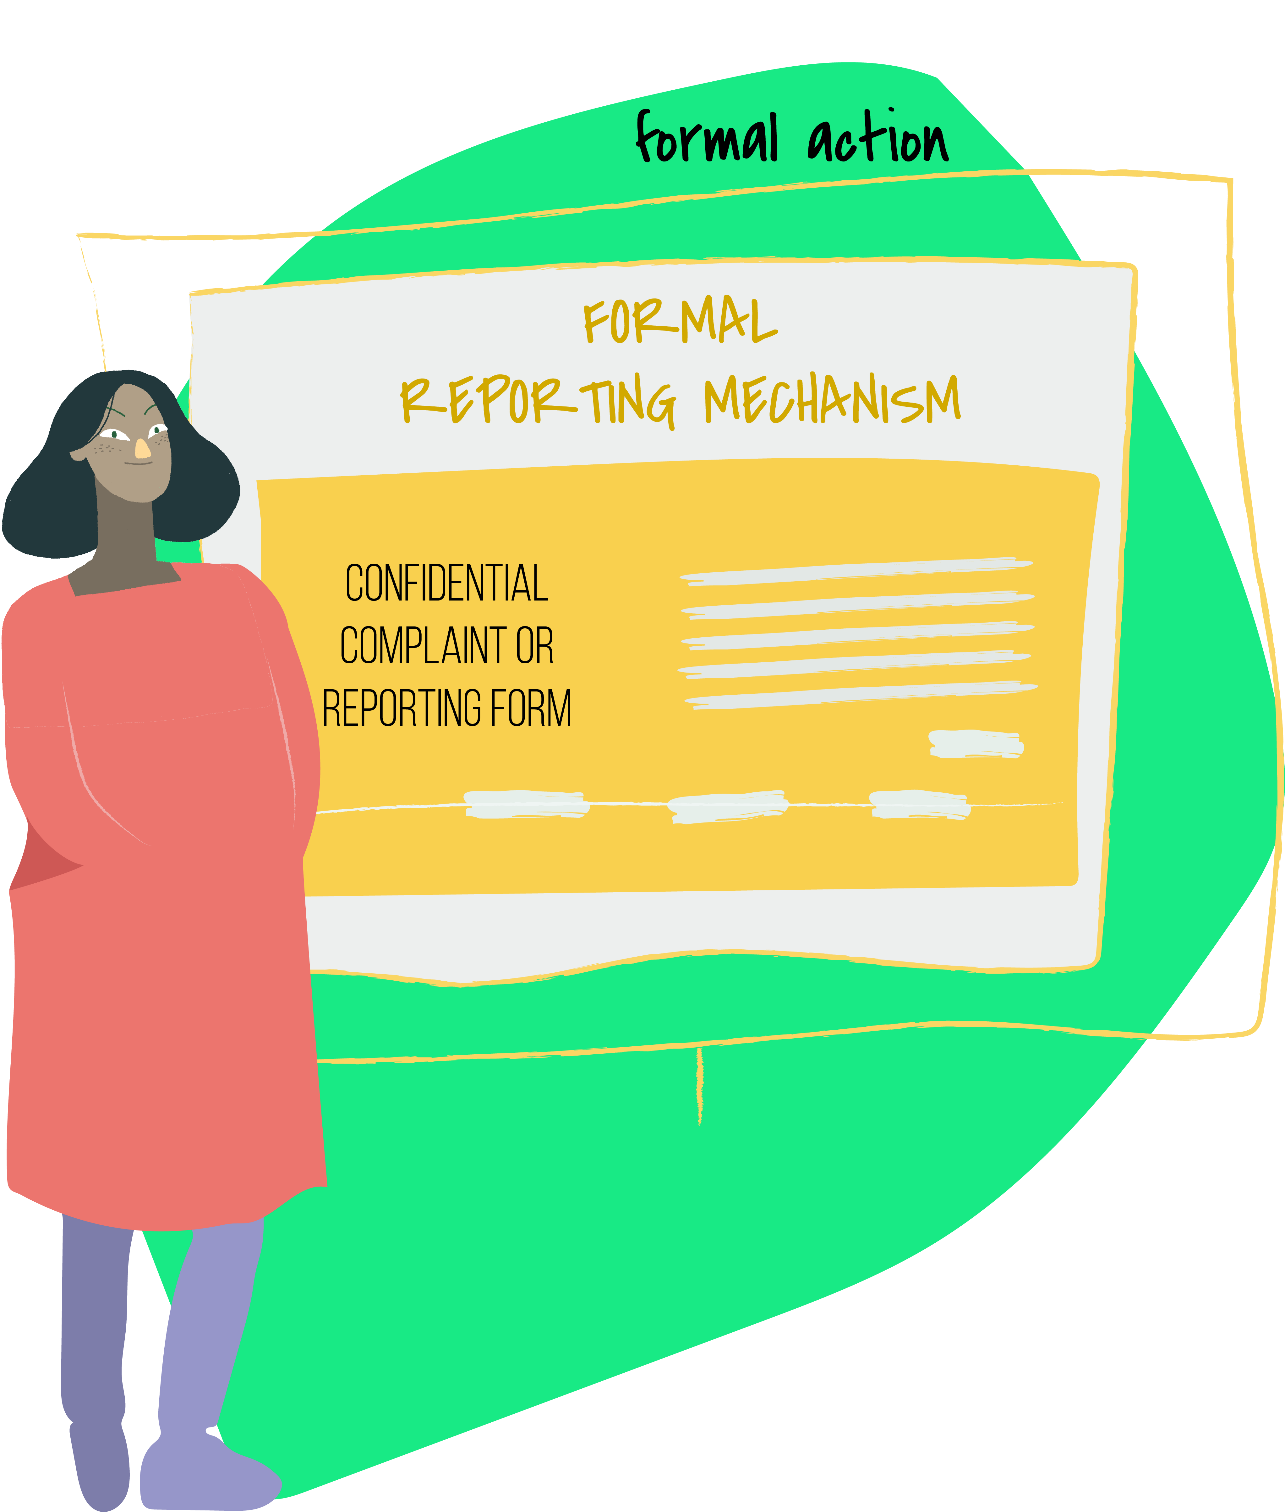 formal action
FORMAL
REPORTING MECHANISM
CONFIDENTIAL
COMPLAINT OR
REPORTING FORM